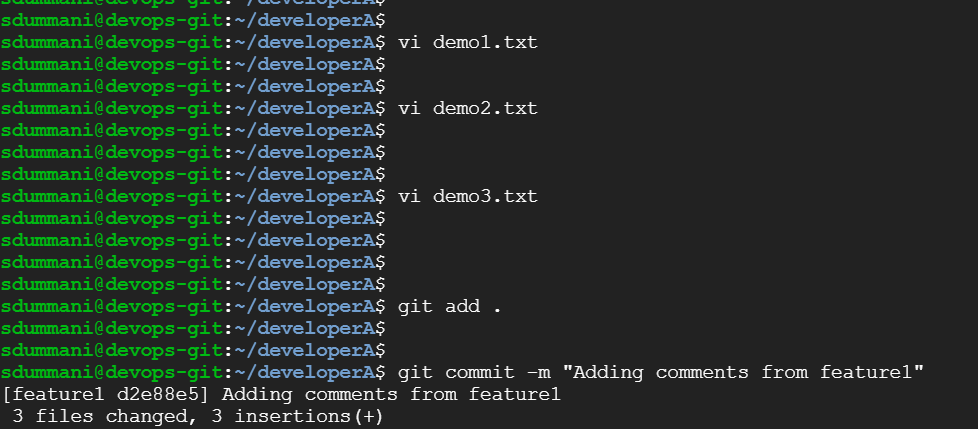 sdummani@devops-git:~/developerA$
sdummani@devops-git:~/developerA$
sdummani@devops-git:~/developerA$ vi demo1.txt
sdummani@devops-git:~/developerA$
sdummani@devops-git:~/developerA$
sdummani@devops-git:~/developerA$ vi demo2.txt
sdummani@devops-git:~/developerA$
sdummani@devops-git:~/developerA$
sdummani@devops-git:~/developerA$
sdummani@devops-git:~/developerA$ vi demo3.txt
sdummani@devops-git:~/developerA$
sdummani@devops-git:~/developerA$
sdummani@devops-git:~/developerA$
sdummani@devops-git:~/developerA$
sdummani@devops-git:~/developerA$ git add .
sdummani@devops-git:~/developerA$
sdummani@devops-git:~/developerA$
sdummani@devops-git:~/developerA$ git commit -m "Adding comments from feature1"
[feature1 d2e88e5] Adding comments from feature1
 3 files changed, 3 insertions(+)